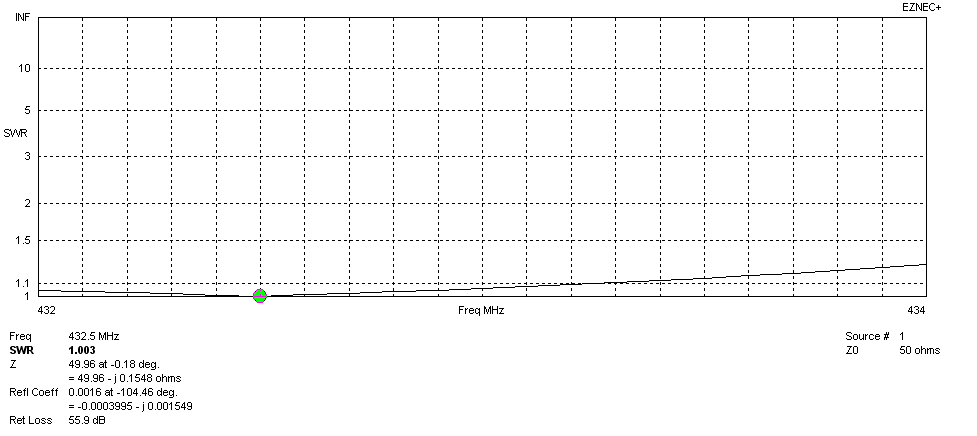 EZNEC+
INF
10
5
SWR
3
2
1.5
1.1
1
432 Freq MHz 434
Freq 432.5 MHz Source # 1
SWR 1.003 Z0 50 ohms
Z 49.96 at -0.18 deg.
= 49.96 - j 0.1548 ohms
Refl Coeff 0.0016 at -104.46 deg.
= -0.0003995 - j 0.001549
Ret Loss 55.9 dB